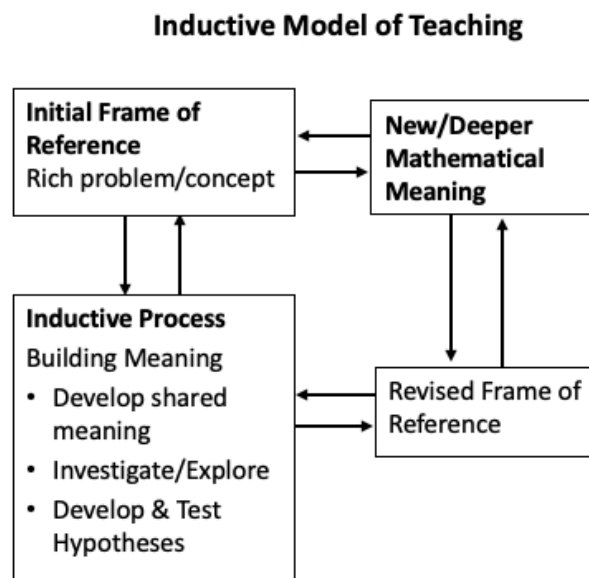 Inductive Model of Teaching
Initial Frame of
Reference
Rich problem/concept
New/Deeper
Mathematical
Meaning
Inductive Process
Building Meaning
• Develop shared
meaning
• Investigate/Explore
• Develop & Test
Hypotheses
Revised Frame of
Reference